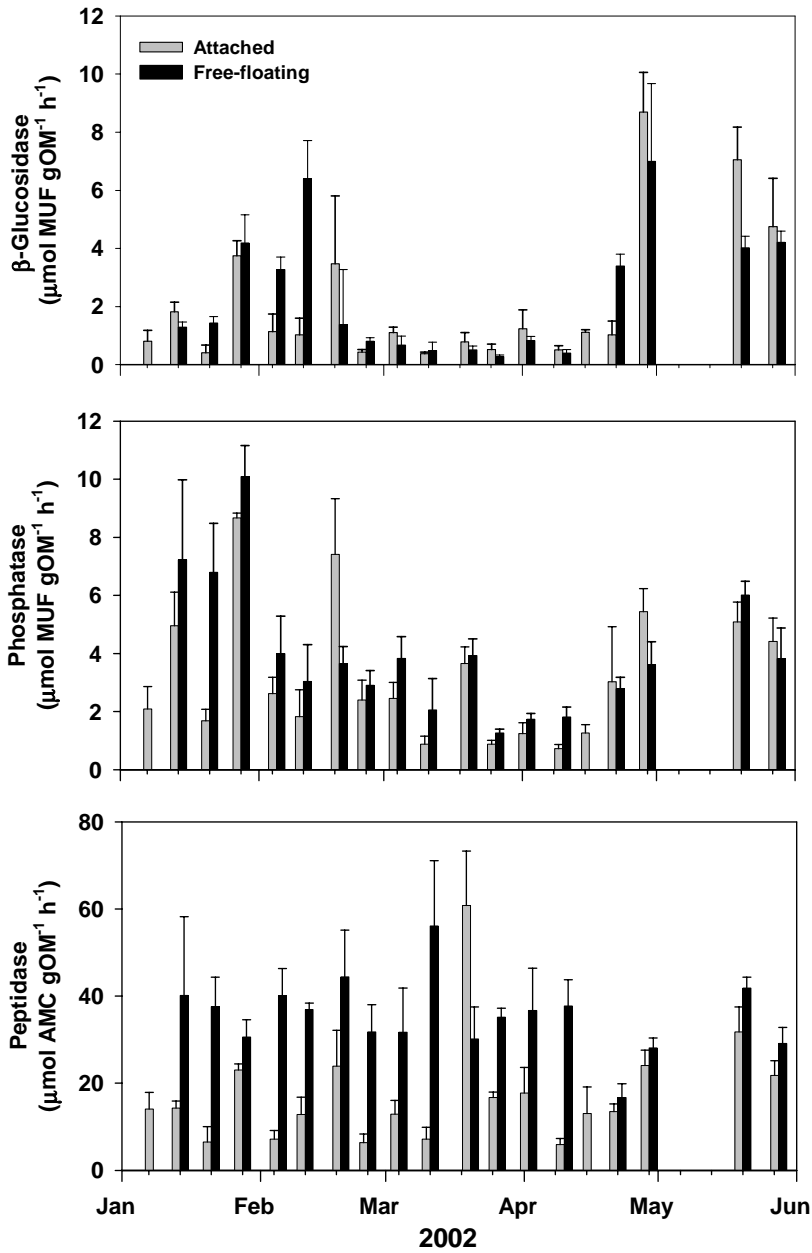 12
10
8
6
4
2
0
β-Glucosidase
(μmol MUF gOM⁻¹ h⁻¹)
Attached
Free-floating
12
10
8
6
4
2
0
Phosphatase
(μmol MUF gOM⁻¹ h⁻¹)
80
60
40
20
0
Peptidase
(μmol AMC gOM⁻¹ h⁻¹)
Jan Feb Mar Apr May Jun
2002